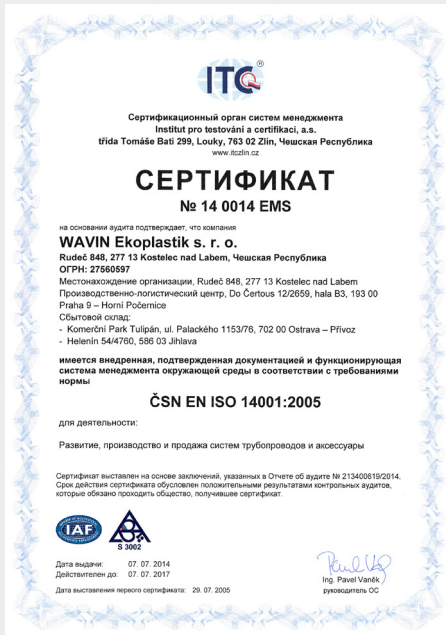 ITC®
Сертификационный орган систем менеджмента
Institut pro testování a certifikaci, a.s.
třída Tomáše Bati 299, Louky, 763 02 Zlín, Чешская Республика
www.itczlin.cz
СЕРТИФИКАТ
№ 14 0014 EMS
на основании аудита подтверждает, что компания
WAVIN Ekoplastik s. r. o.
Rudeč 848, 277 13 Kostelec nad Labem, Чешская Республика
ОГРН: 27560597
Местонахождение организации, Rudeč 848, 277 13 Kostelec nad Labem
Производственно-логистический центр, Do Čertous 12/2659, hala B3, 193 00
Praha 9 – Horní Počernice
Сбытовой склад:
- Komerční Park Tulipán, ul. Palackého 1153/76, 702 00 Ostrava – Přívoz
- Helenín 54/4760, 586 03 Jihlava
имеется внедренная, подтвержденная документацией и функционирующая
система менеджмента окружающей среды в соответствии с требованиями
нормы
ČSN EN ISO 14001:2005
для деятельности:
Развитие, производство и продажа систем трубопроводов и аксессуары
Сертификат выставлен на основе заключений, указанных в Отчете об аудите № 213400619/2014.
Срок действия сертификата обусловлен положительными результатами контрольных аудитов,
которые обязано проходить общество, получившее сертификат.
IAF
S 3002
Дата выдачи: 07. 07. 2014
Действителен до: 07. 07. 2017
Ing. Pavel Vaněk
руководитель ОС
Дата выставления первого сертификата: 29. 07. 2005